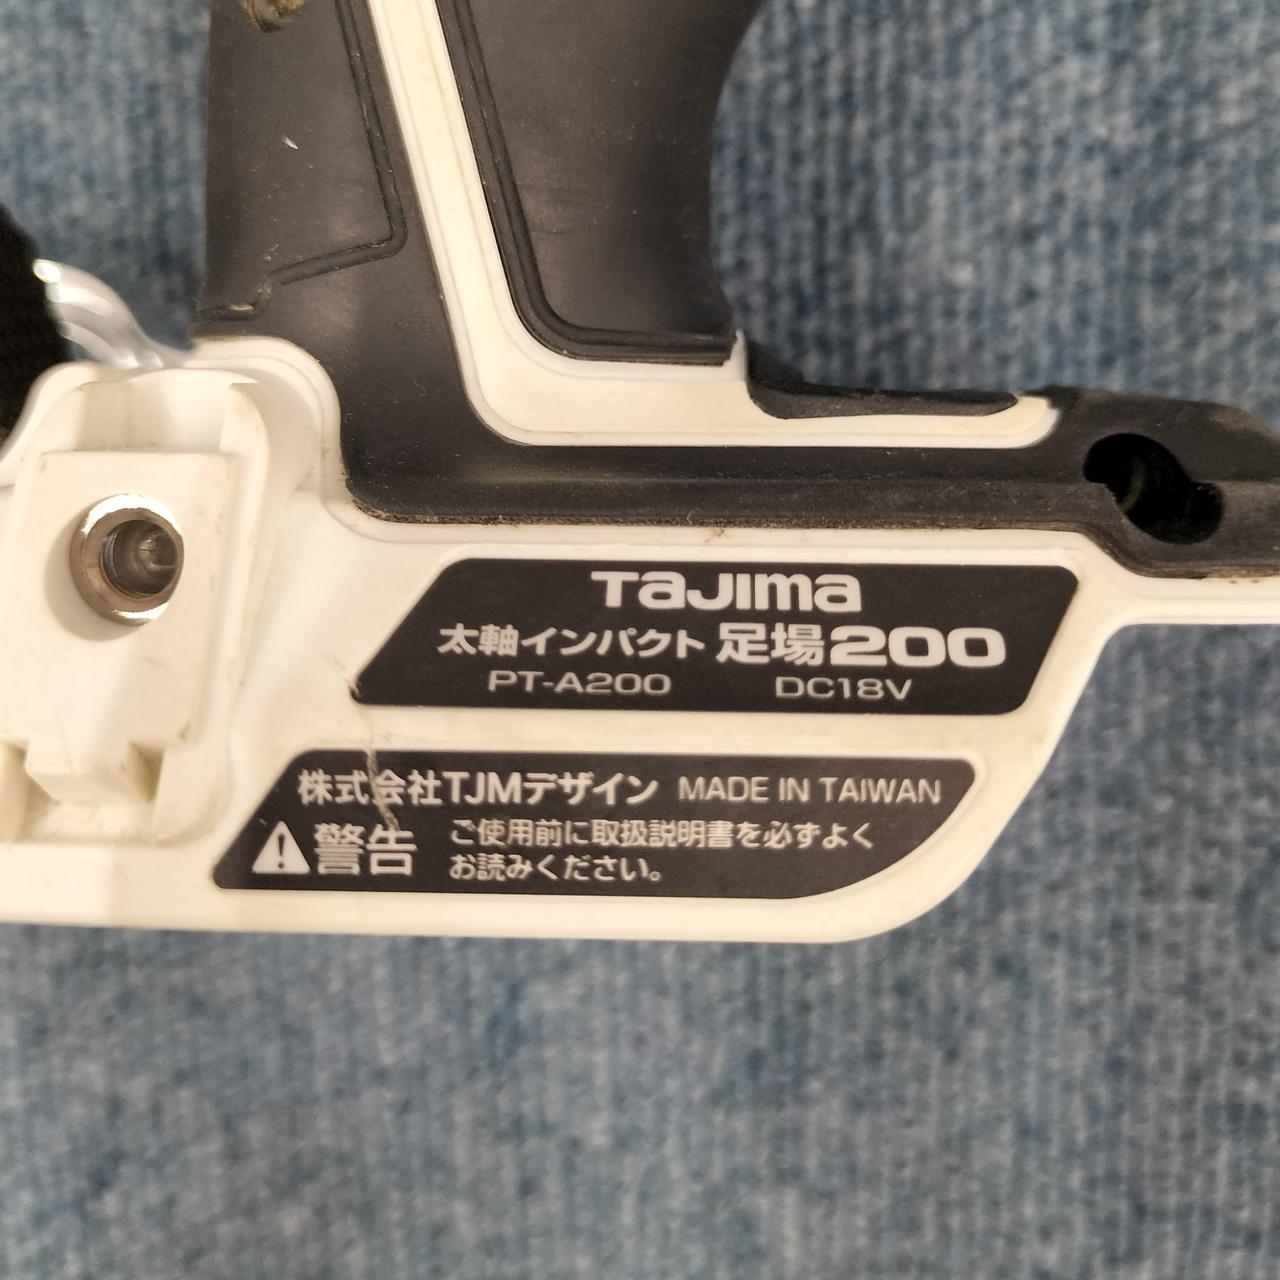 TAJIMA
太軸インパクト 足場200
PT-A200 DC18V
株式会社TJMデザイン MADE IN TAIWAN
警告 ご使用前に取扱説明書を必ずよく
お読みください。